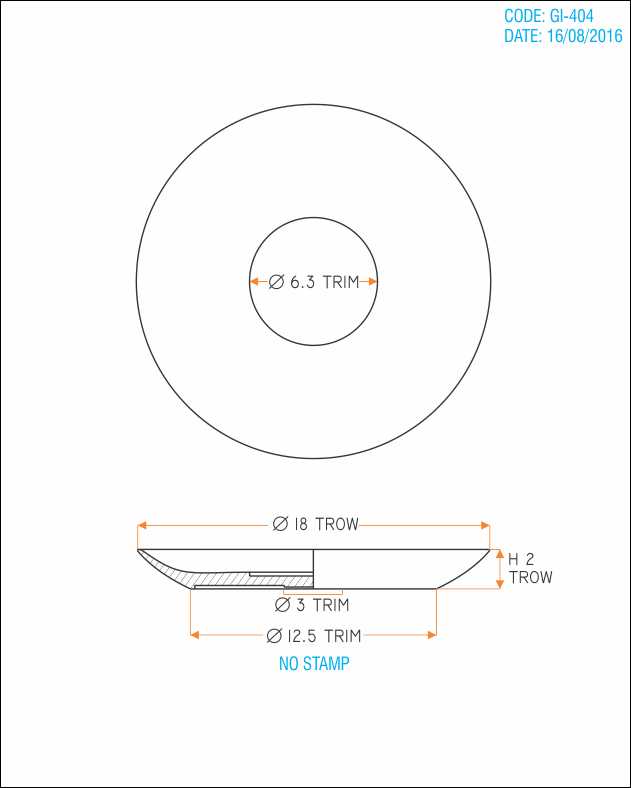 CODE: GI-404
DATE: 16/08/2016
Ø 6.3 TRIM
Ø 18 TROW
H 2
TROW
Ø 3 TRIM
Ø 12.5 TRIM
NO STAMP